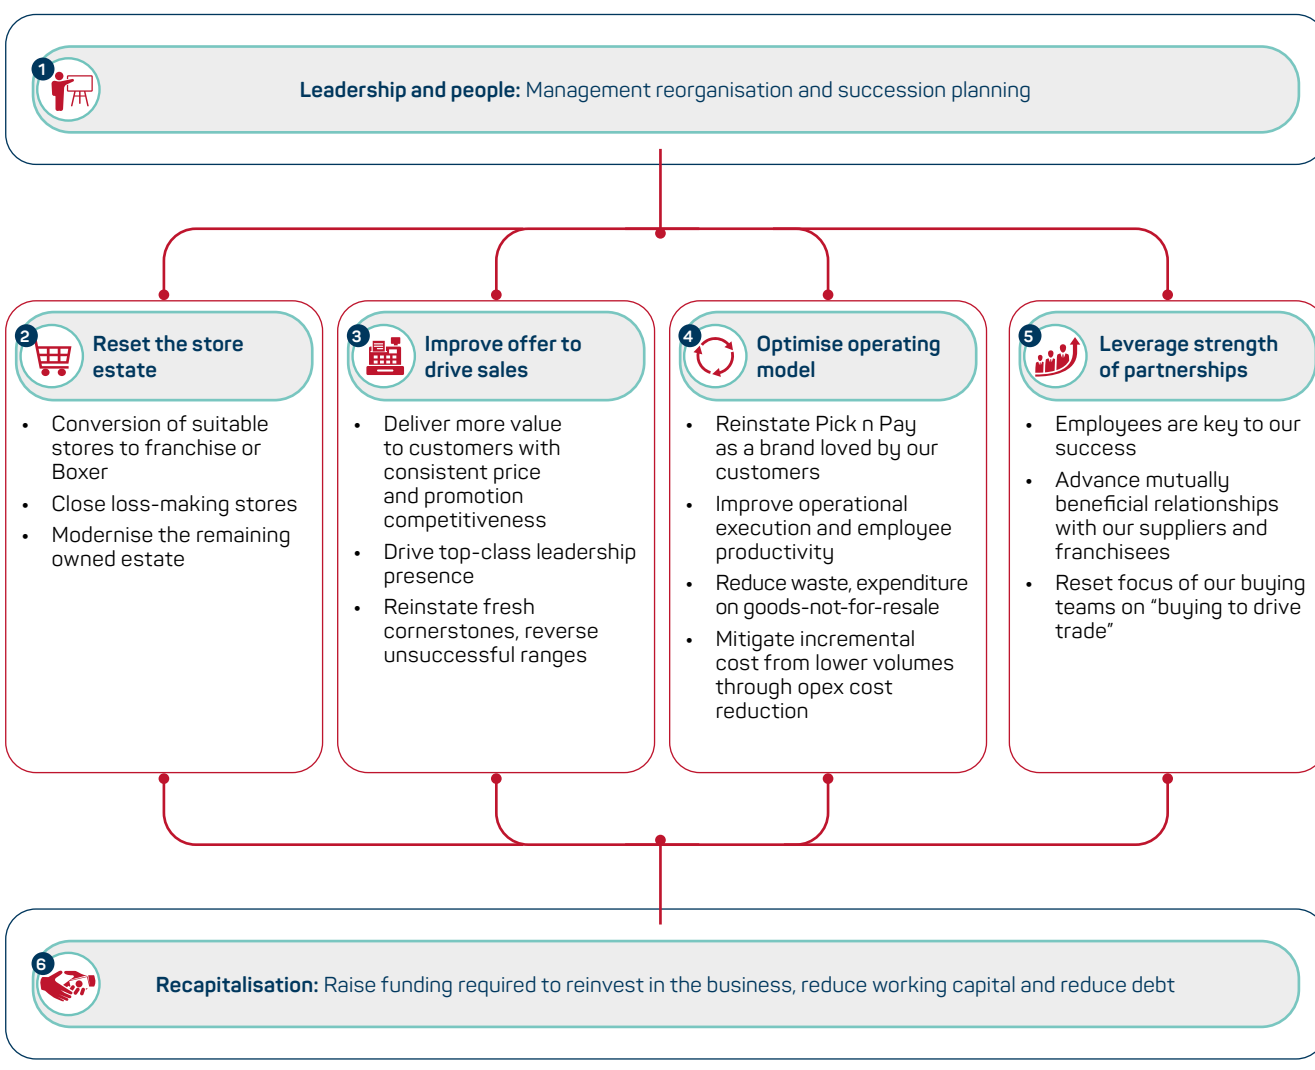 1
Leadership and people: Management reorganisation and succession planning
2
Reset the store
estate
• Conversion of suitable
stores to franchise or
Boxer
• Close loss-making stores
• Modernise the remaining
owned estate
3
Improve offer to
drive sales
• Deliver more value
to customers with
consistent price
and promotion
competitiveness
• Drive top-class leadership
presence
• Reinstate fresh
cornerstones, reverse
unsuccessful ranges
4
Optimise operating
model
• Reinstate Pick n Pay
as a brand loved by our
customers
• Improve operational
execution and employee
productivity
• Reduce waste, expenditure
on goods-not-for-resale
• Mitigate incremental
cost from lower volumes
through opex cost
reduction
5
Leverage strength
of partnerships
• Employees are key to our
success
• Advance mutually
beneficial relationships
with our suppliers and
franchisees
• Reset focus of our buying
teams on “buying to drive
trade”
6
Recapitalisation: Raise funding required to reinvest in the business, reduce working capital and reduce debt